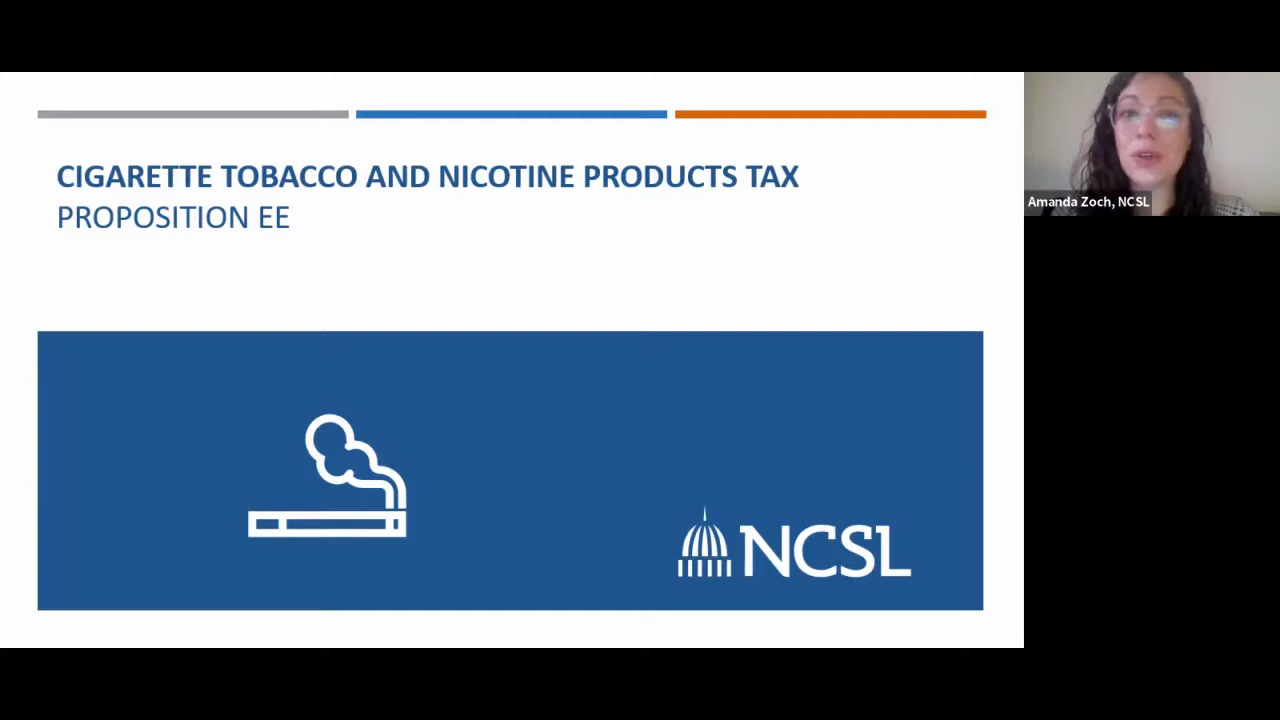 CIGARETTE TOBACCO AND NICOTINE PRODUCTS TAX
PROPOSITION EE
Amanda Zoch, NCSL
NCSL